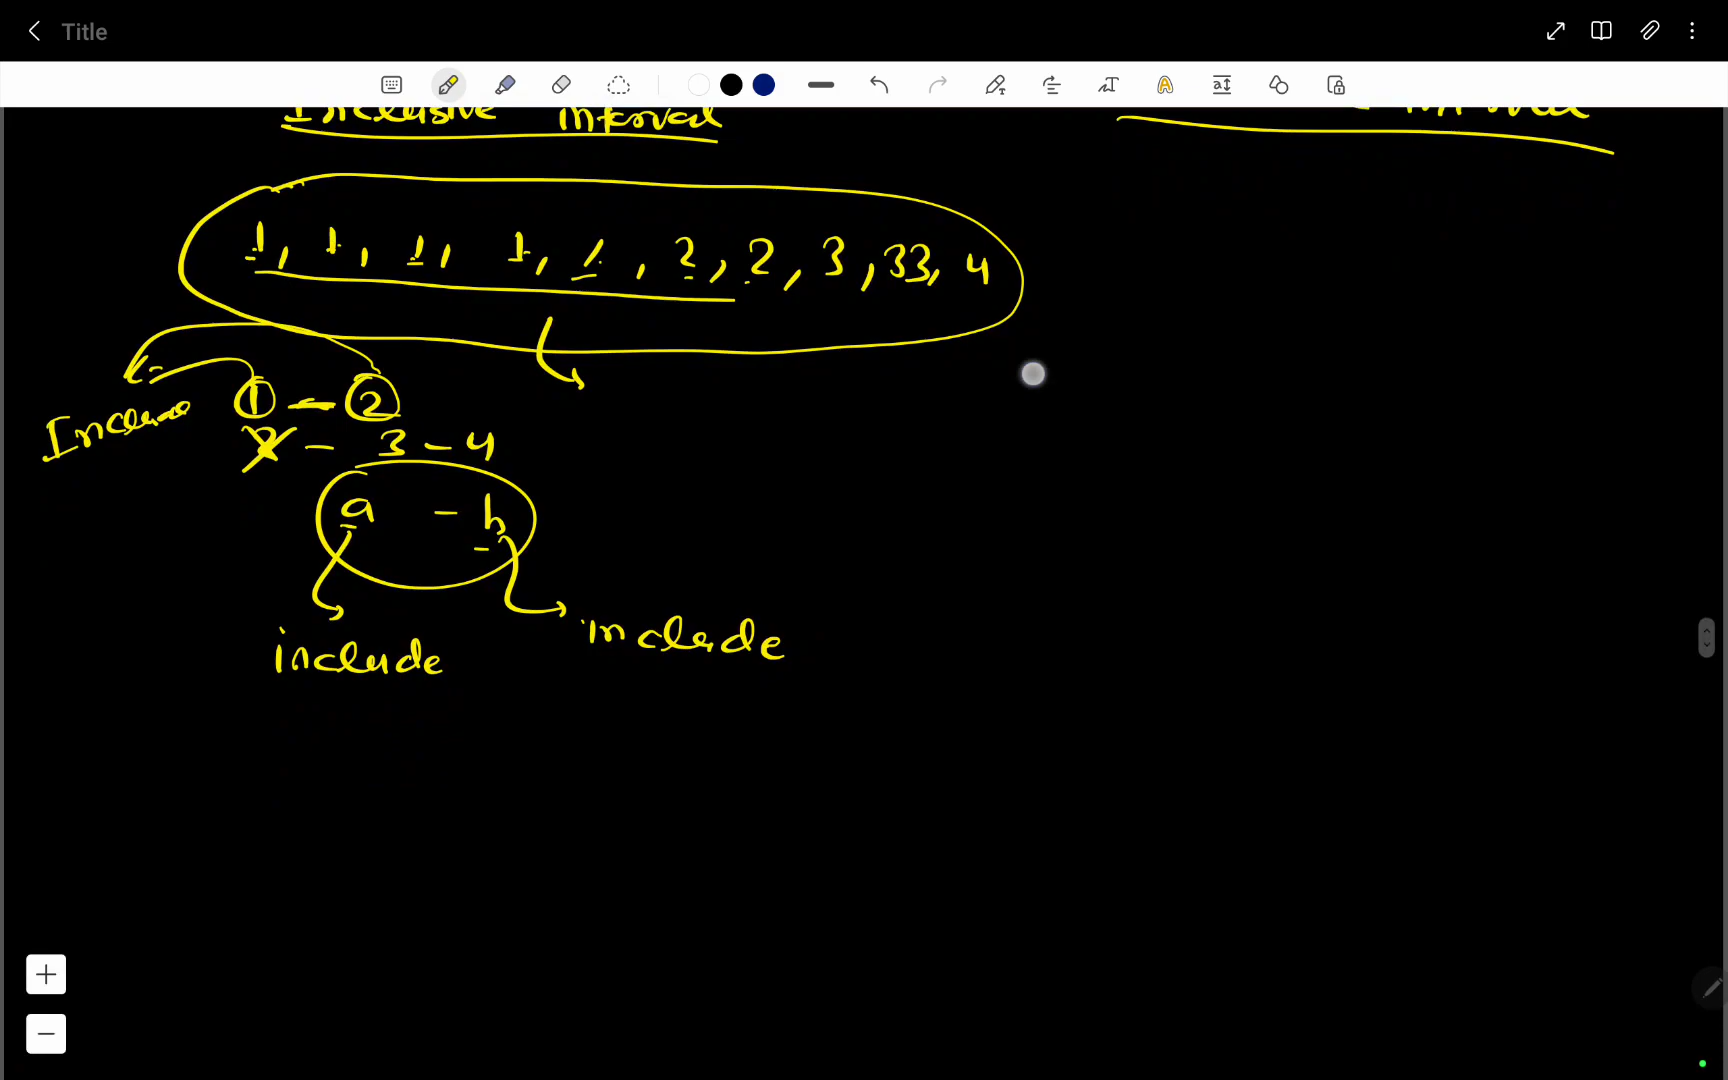 Title
Inclusive interval
1, 1, 1, 1, 1, 2, 2, 3, 33, 4
1 - 2
2 - 3 - 4
a - b
include
include